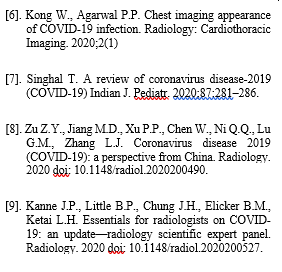 [6]. Kong W., Agarwal P.P. Chest imaging appearance
of COVID-19 infection. Radiology: Cardiothoracic
Imaging. 2020;2(1)
[7]. Singhal T. A review of coronavirus disease-2019
(COVID-19) Indian J. Pediatr. 2020;87:281–286.
[8]. Zu Z.Y., Jiang M.D., Xu P.P., Chen W., Ni Q.Q., Lu
G.M., Zhang L.J. Coronavirus disease 2019
(COVID-19): a perspective from China. Radiology.
2020 doi: 10.1148/radiol.2020200490.
[9]. Kanne J.P., Little B.P., Chung J.H., Elicker B.M.,
Ketai L.H. Essentials for radiologists on COVID-
19: an update—radiology scientific expert panel.
Radiology. 2020 doi: 10.1148/radiol.2020200527.